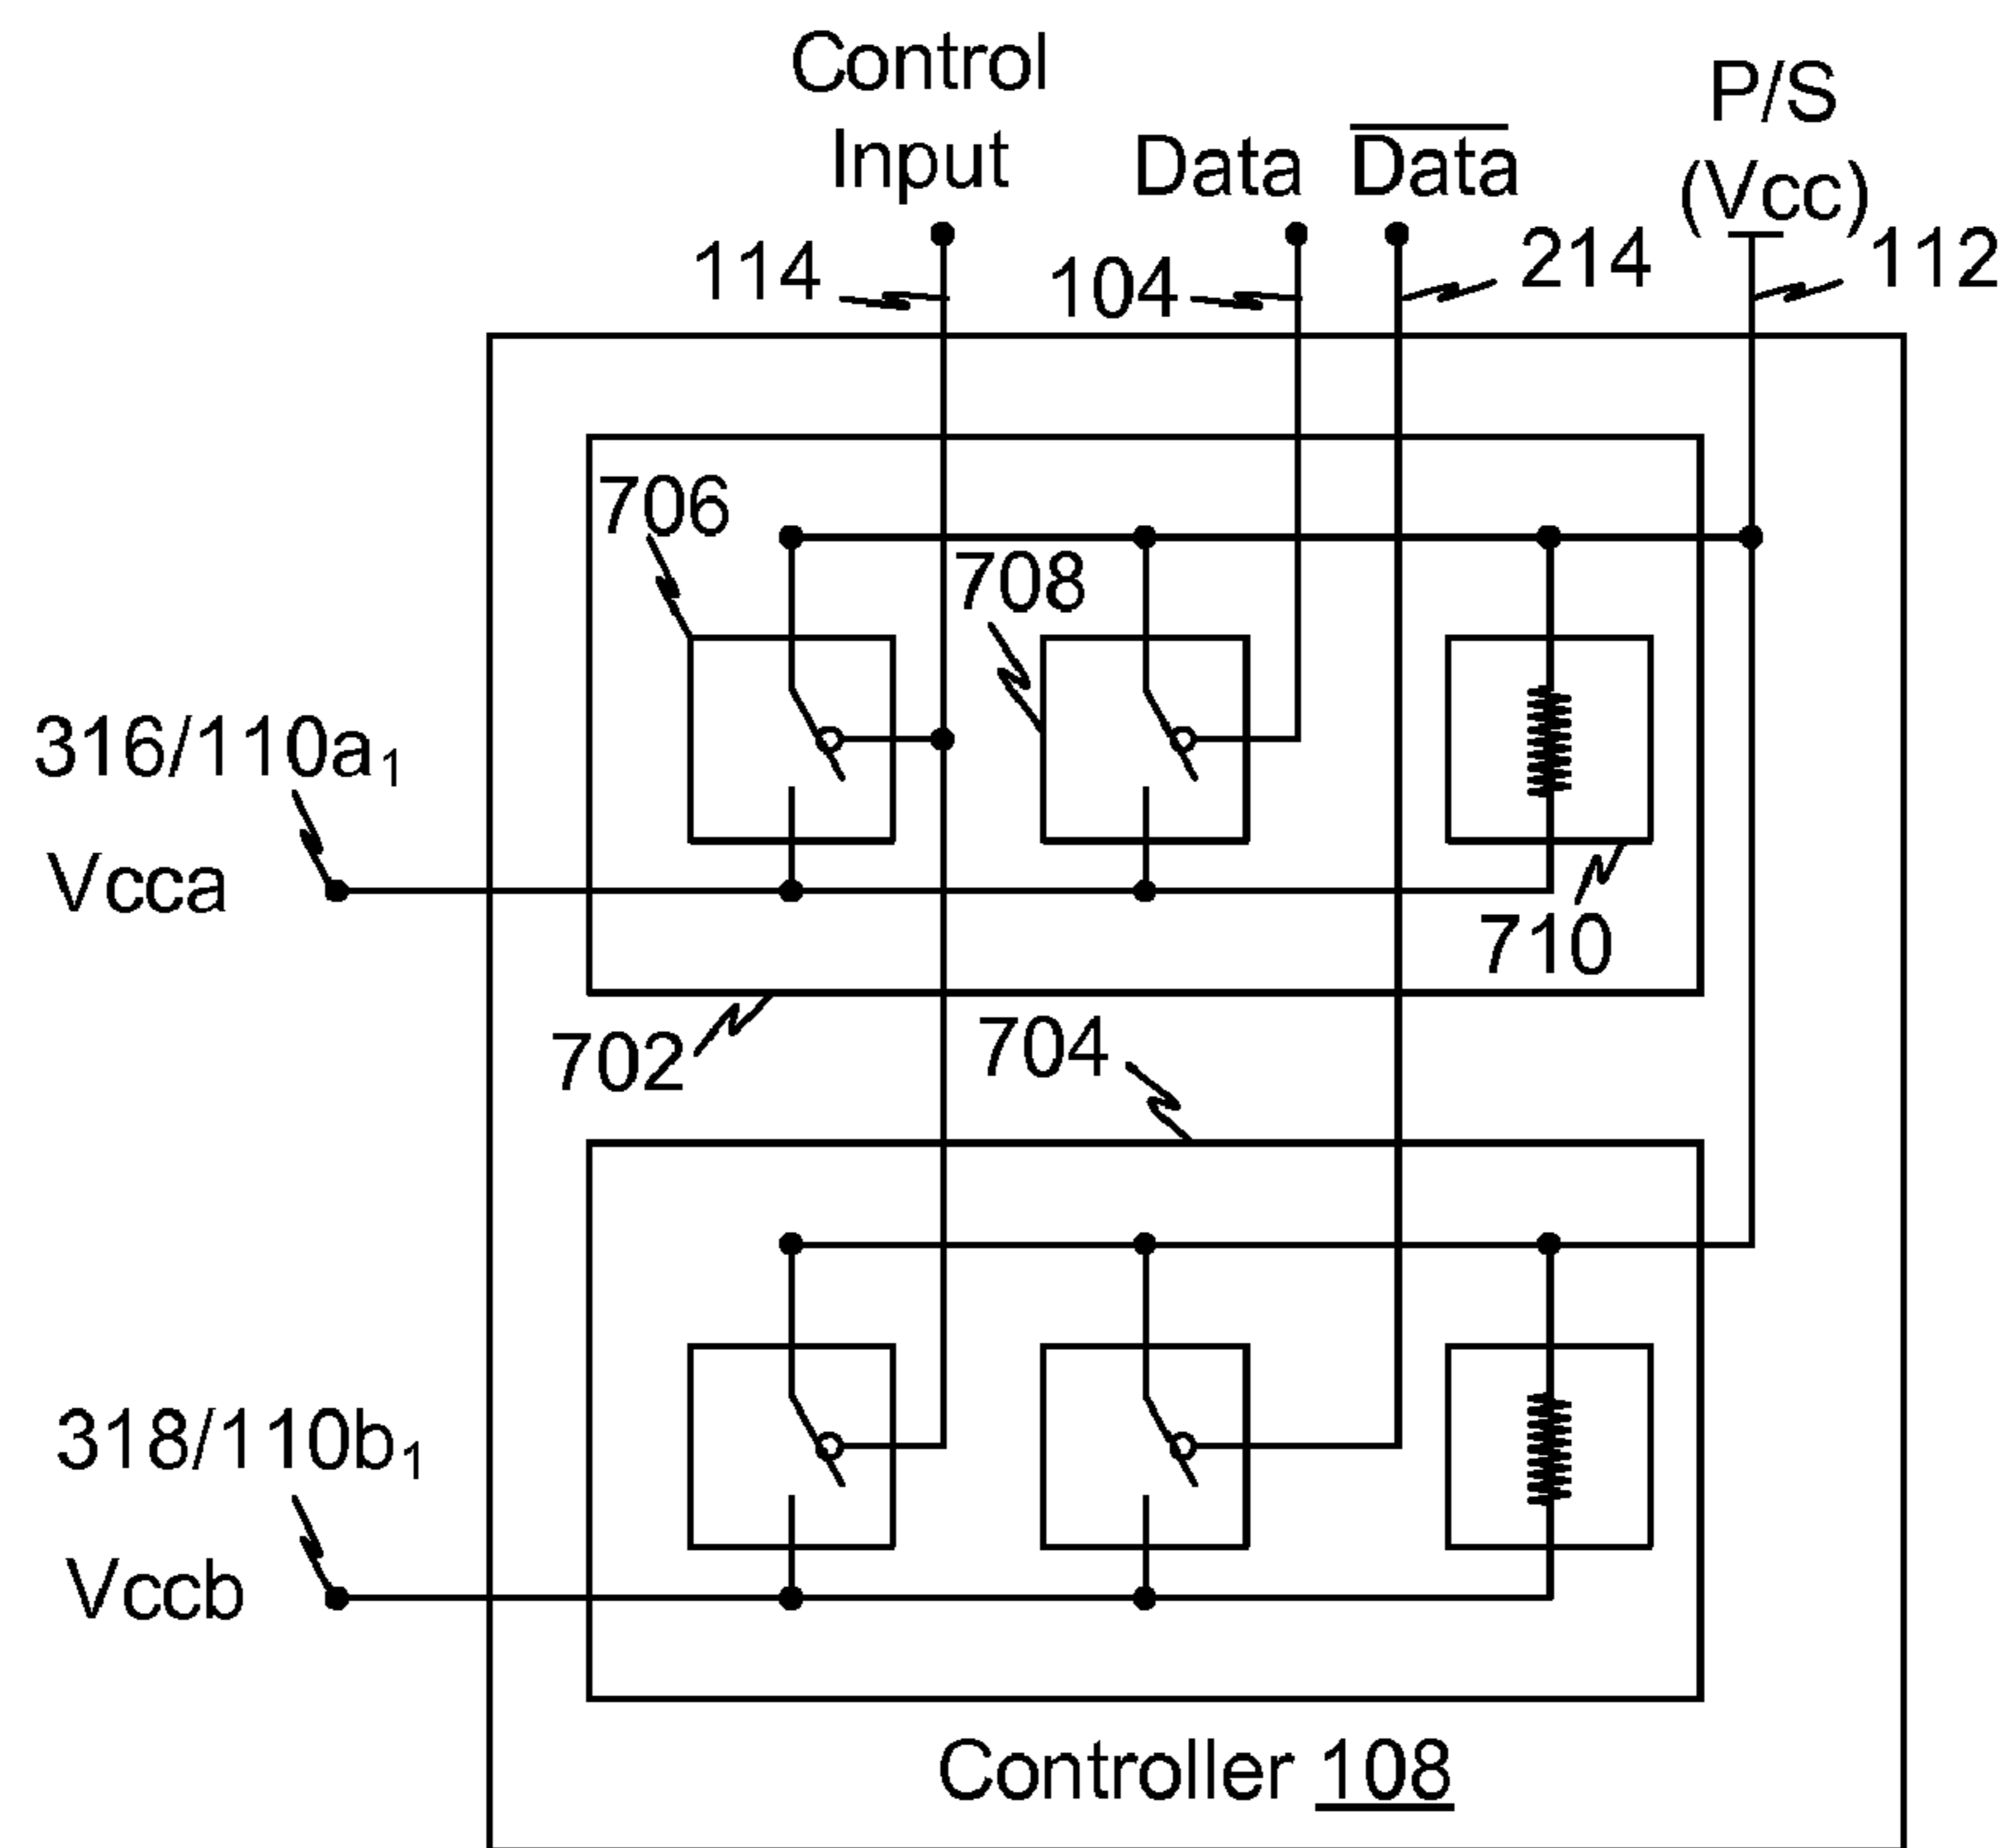 Control
Input
Data
D̅a̅t̅a̅
P/S
(Vcc)
114
104
214
112
706
708
316/110a₁
Vcca
710
702
704
318/110b₁
Vccb
Controller 108